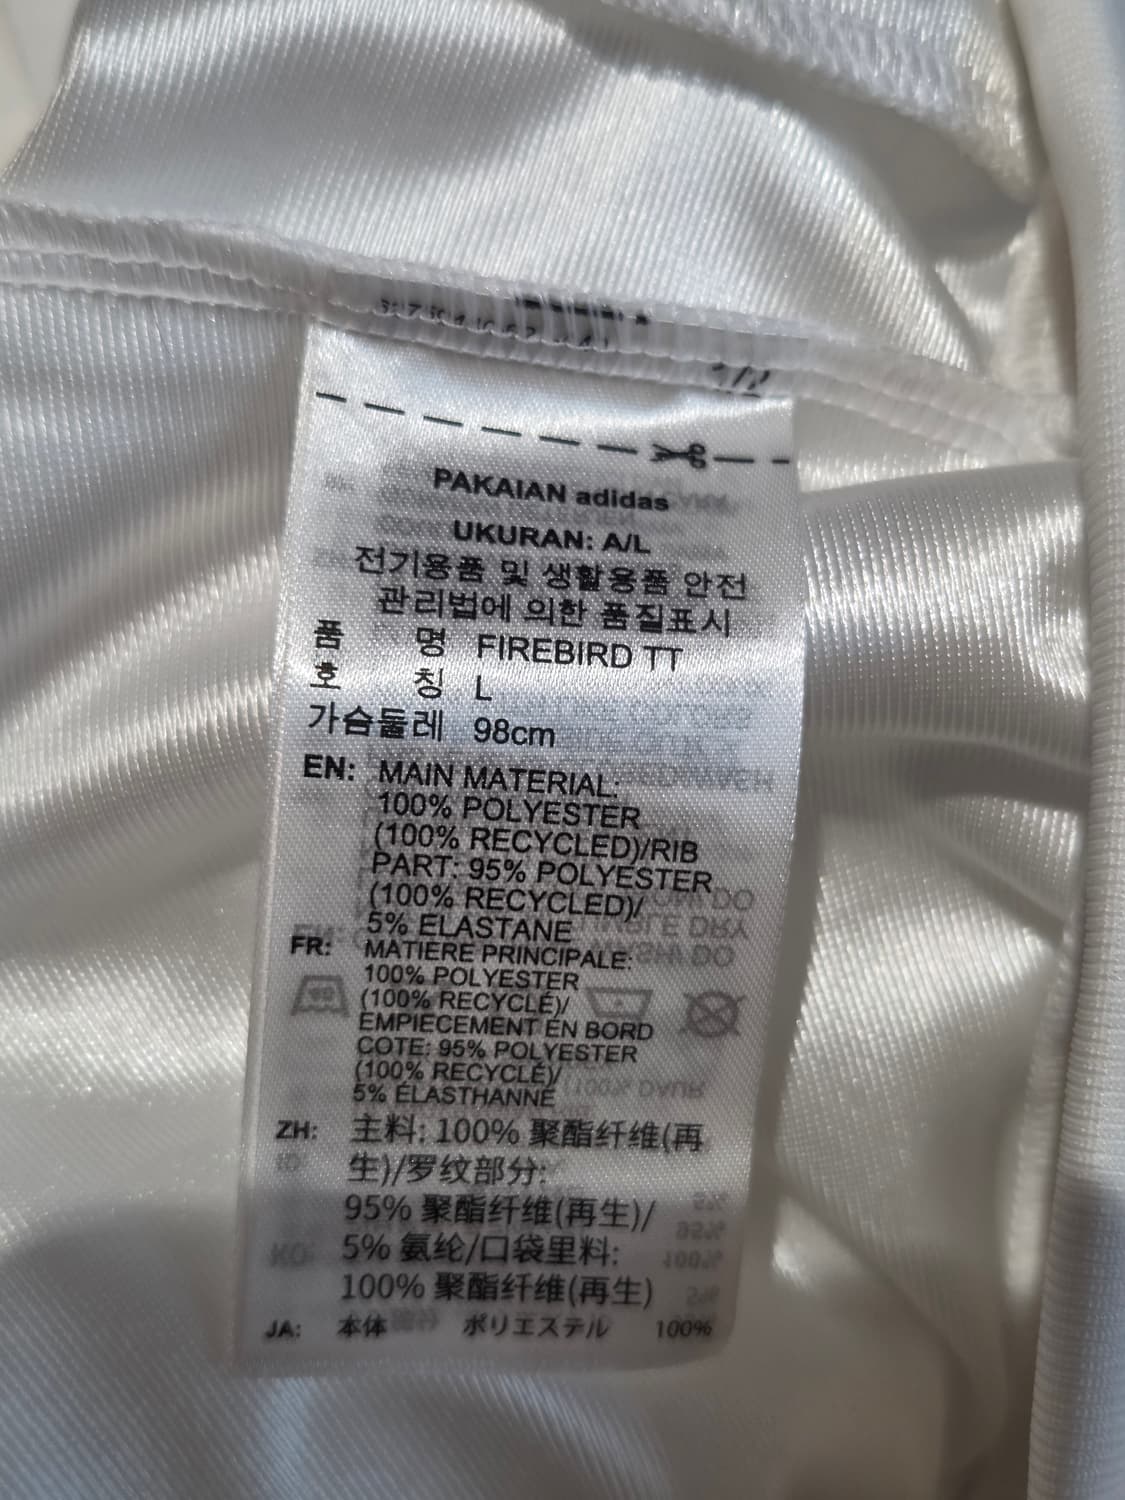 1/2
PAKAIAN adidas
UKURAN: A/L
전기용품 및 생활용품 안전
관리법에 의한 품질표시
품 명 FIREBIRD TT
호 칭 L
가슴둘레 98cm
EN: MAIN MATERIAL:
100% POLYESTER
(100% RECYCLED)/RIB
PART: 95% POLYESTER
(100% RECYCLED)/
5% ELASTANE
FR: MATIERE PRINCIPALE:
100% POLYESTER
(100% RECYCLÉ)/
EMPIECEMENT EN BORD
COTE: 95% POLYESTER
(100% RECYCLÉ)/
5% ÉLASTHANNE
ZH: 主料: 100% 聚酯纤维(再
生)/罗纹部分:
95% 聚酯纤维(再生)/
5% 氨纶/口袋里料:
100% 聚酯纤维(再生)
JA: 本体 ポリエステル 100%